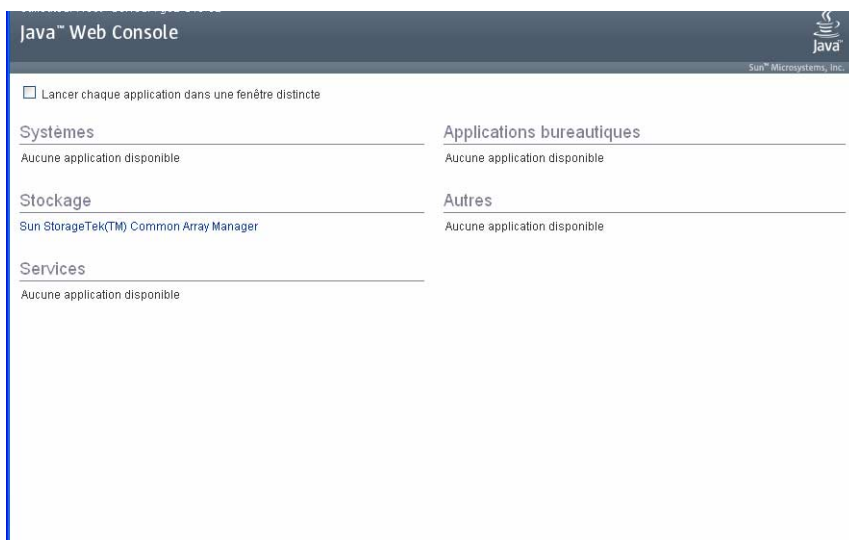 Java™ Web Console
Java™
Sun™ Microsystems, Inc.
Lancer chaque application dans une fenêtre distincte
Systèmes
Aucune application disponible
Applications bureautiques
Aucune application disponible
Stockage
Sun StorageTek(TM) Common Array Manager
Autres
Aucune application disponible
Services
Aucune application disponible